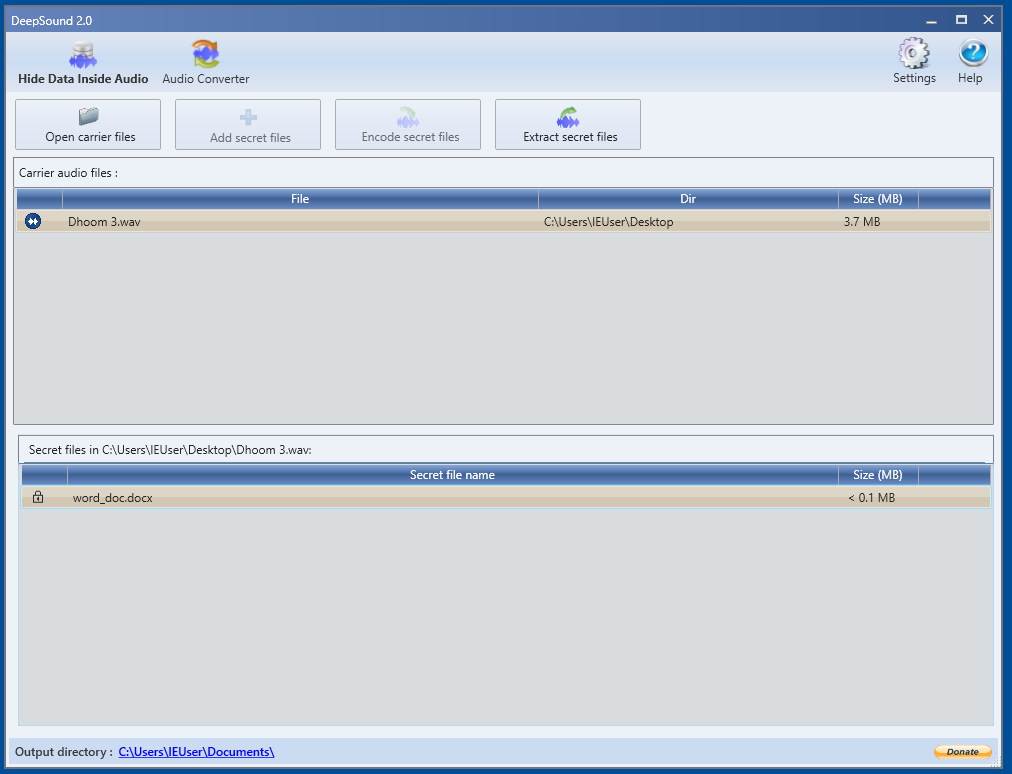 DeepSound 2.0
Hide Data Inside Audio Audio Converter Settings Help
Open carrier files Add secret files Encode secret files Extract secret files
Carrier audio files :
File Dir Size (MB)
Dhoom 3.wav C:\Users\IEUser\Desktop 3.7 MB
Secret files in C:\Users\IEUser\Desktop\Dhoom 3.wav:
Secret file name Size (MB)
word_doc.docx < 0.1 MB
Output directory : C:\Users\IEUser\Documents\ Donate